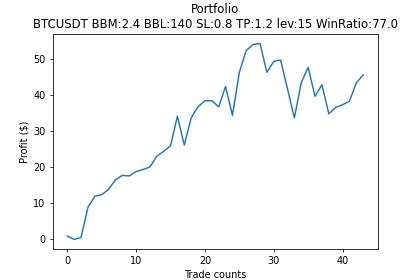 Portfolio
BTCUSDT BBM:2.4 BBL:140 SL:0.8 TP:1.2 lev:15 WinRatio:77.0
50
40
30
20
10
0
Profit ($)
0
10
20
30
40
Trade counts